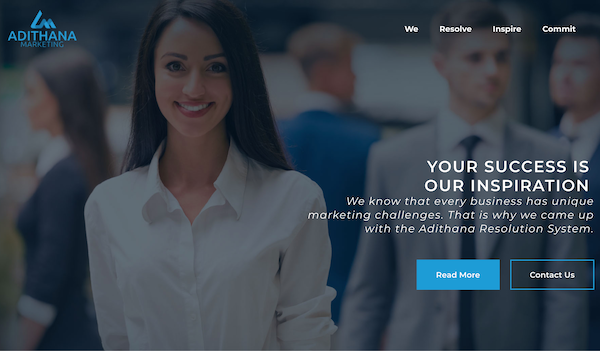 ADITHANA
MARKETING
We Resolve Inspire Commit
YOUR SUCCESS IS
OUR INSPIRATION
We know that every business has unique
marketing challenges. That is why we came up
with the Adithana Resolution System.
Read More Contact Us